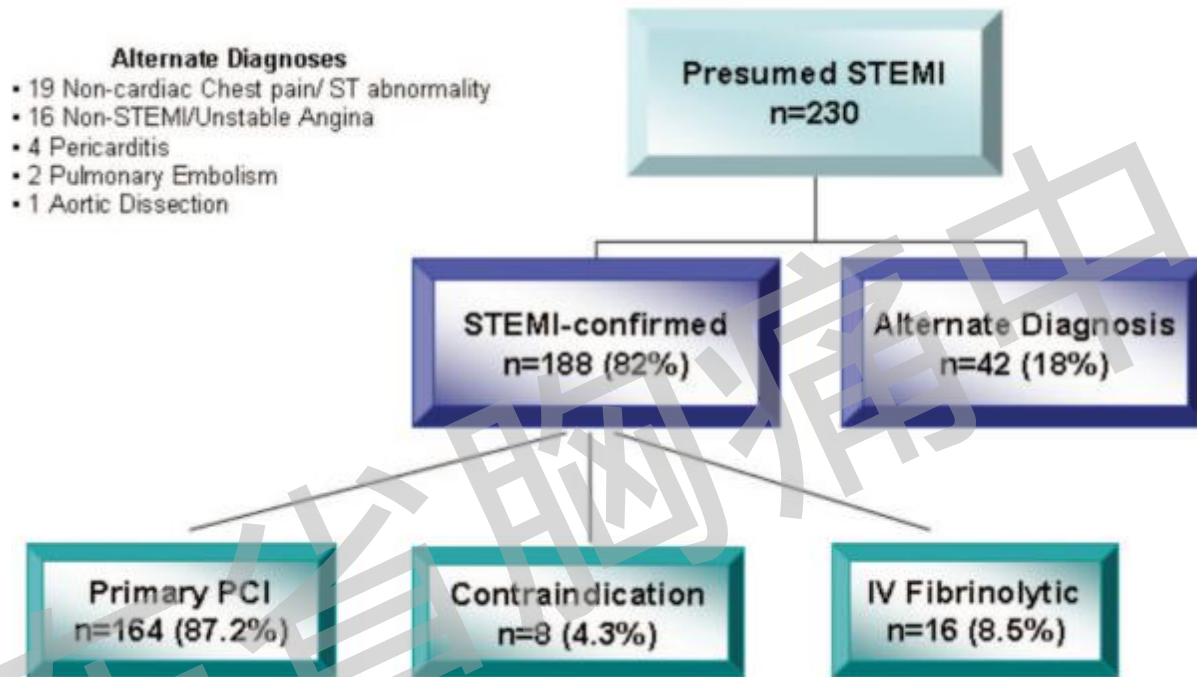 Alternate Diagnoses
▪ 19 Non-cardiac Chest pain/ ST abnormality
▪ 16 Non-STEMI/Unstable Angina
▪ 4 Pericarditis
▪ 2 Pulmonary Embolism
▪ 1 Aortic Dissection
Presumed STEMI
n=230
STEMI-confirmed
n=188 (82%)
Alternate Diagnosis
n=42 (18%)
Primary PCI
n=164 (87.2%)
Contraindication
n=8 (4.3%)
IV Fibrinolytic
n=16 (8.5%)
省胸痛中